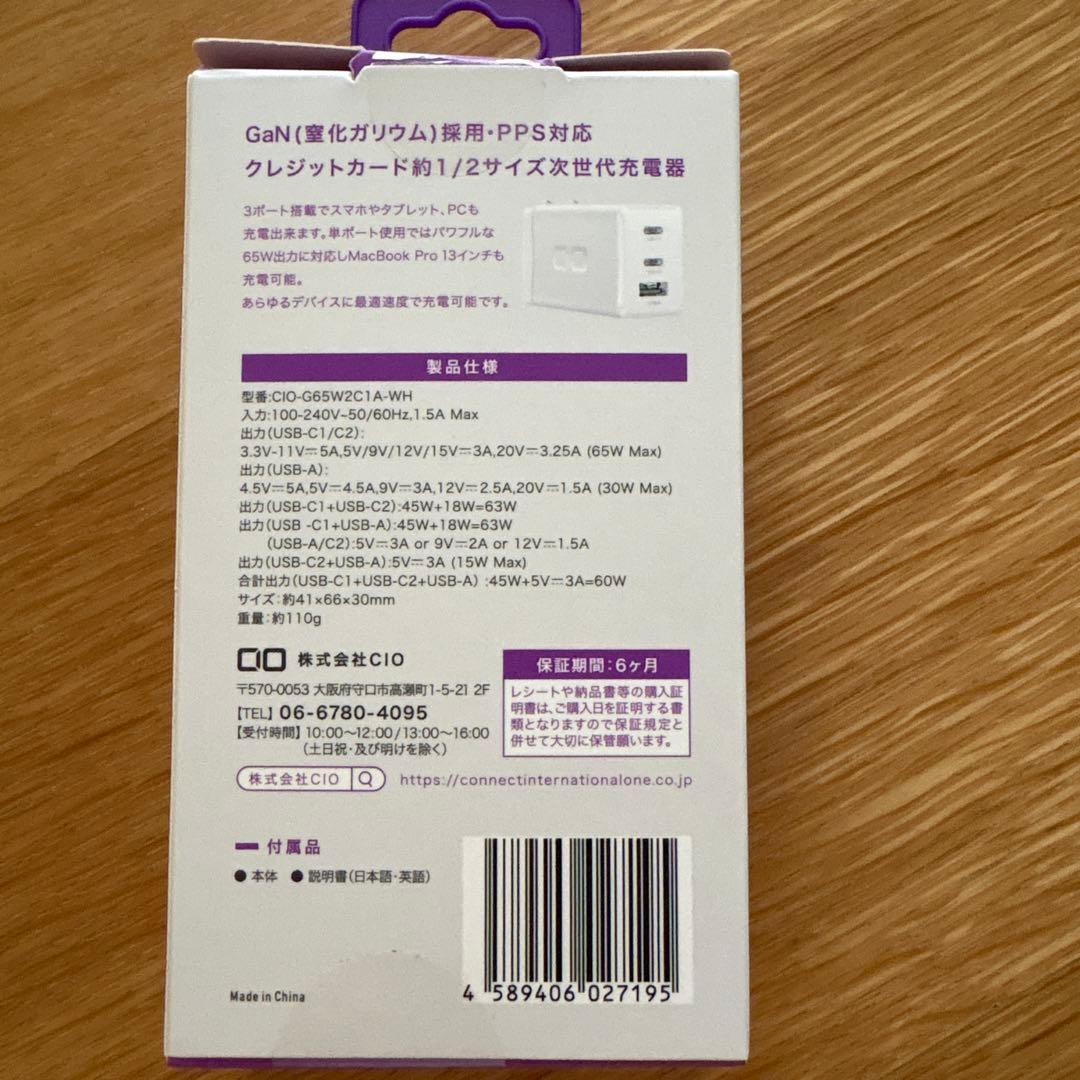 GaN(窒化ガリウム)採用・PPS対応
クレジットカード約1/2サイズ次世代充電器
3ポート搭載でスマホやタブレット、PCも
充電出来ます。単ポート使用ではパワフルな
65W出力に対応しMacBook Pro 13インチも
充電可能。
あらゆるデバイスに最適速度で充電可能です。
製品仕様
型番:CIO-G65W2C1A-WH
入力:100-240V~50/60Hz,1.5A Max
出力(USB-C1/C2):
3.3V-11V⎓5A,5V/9V/12V/15V⎓3A,20V⎓3.25A (65W Max)
出力(USB-A):
4.5V⎓5A,5V⎓4.5A,9V⎓3A,12V⎓2.5A,20V⎓1.5A (30W Max)
出力(USB-C1+USB-C2):45W+18W=63W
出力(USB -C1+USB-A):45W+18W=63W
(USB-A/C2):5V⎓3A or 9V⎓2A or 12V⎓1.5A
出力(USB-C2+USB-A):5V⎓3A (15W Max)
合計出力(USB-C1+USB-C2+USB-A) :45W+5V⎓3A=60W
サイズ:約41×66×30mm
重量:約110g
CIO 株式会社CIO
〒570-0053 大阪府守口市高瀬町1-5-21 2F
【TEL】06-6780-4095
【受付時間】10:00〜12:00/13:00〜16:00
(土日祝・及び明けを除く)
株式会社CIO
https://connectinternationalone.co.jp
保証期間:6ヶ月
レシートや納品書等の購入証
明書は、ご購入日を証明する書
類となりますので保証規定と
併せて大切に保管願います。
付属品
● 本体 ● 説明書(日本語・英語)
Made in China
4 589406 027195